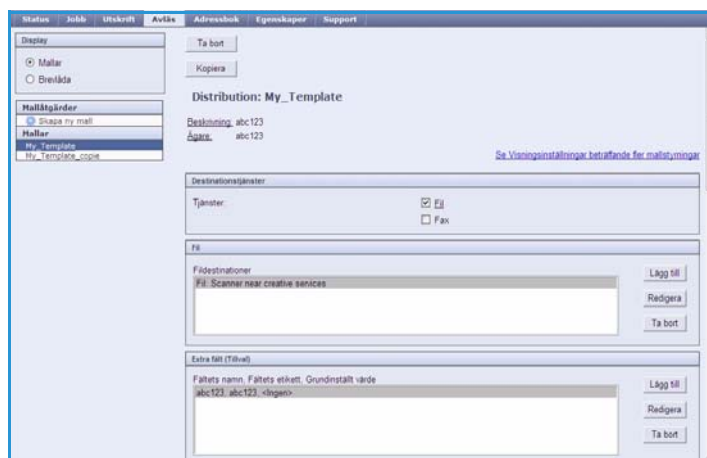 Status Jobb Utskrift Avläs Adressbok Egenskaper Support
Display
Mallar
Brevlåda
Mallåtgärder
Skapa ny mall
Mallar
My_Template
My_Template_copie
Ta bort
Kopiera
Distribution: My_Template
Beskrivning: abc123
Ägare: abc123
Se Visningsinställningar beträffande fler mallstyrningar
Destinationstjänster
Tjänster:
Fil
Fax
Fil
Fildestinationer
Fil: Scanner near creative services
Lägg till
Redigera
Ta bort
Extra fält (Tillval)
Fältets namn, Fältets etikett, Grundinställt värde
abc123, abc123, <Ingen>
Lägg till
Redigera
Ta bort